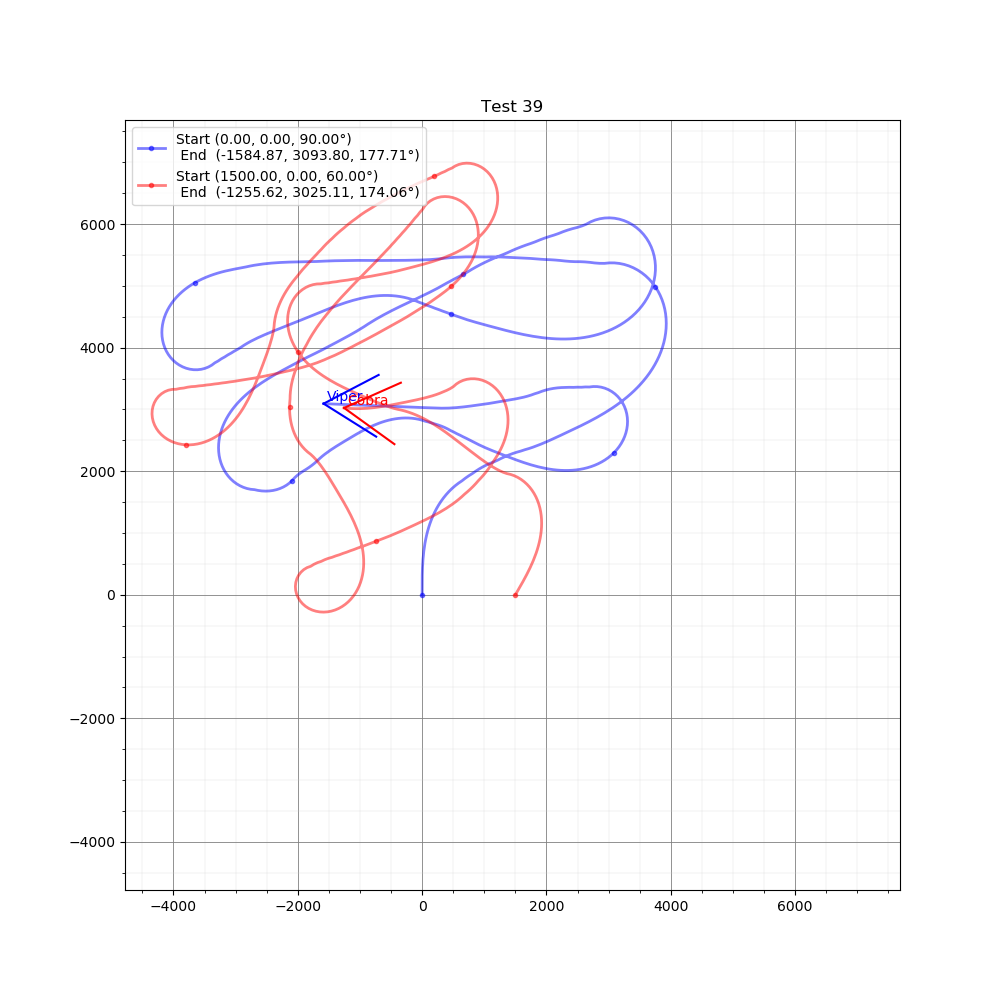 Test 39
Start (0.00, 0.00, 90.00°)
End  (-1584.87, 3093.80, 177.71°)
Start (1500.00, 0.00, 60.00°)
End  (-1255.62, 3025.11, 174.06°)
6000
4000
Viper
Cobra
2000
0
−2000
−4000
−4000 −2000 0 2000 4000 6000